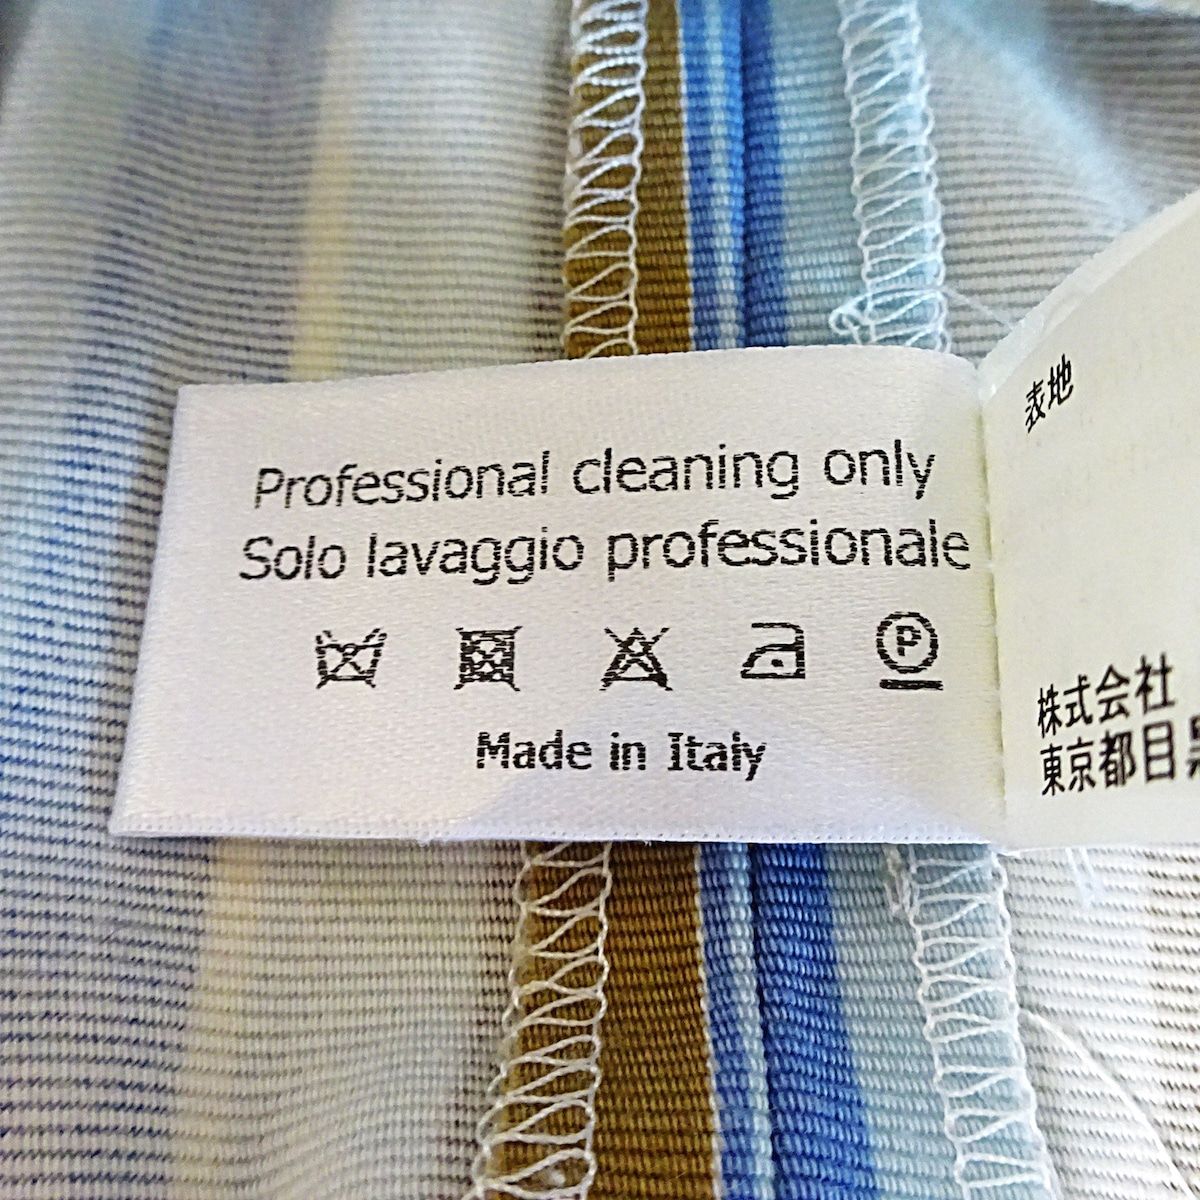 Professional cleaning only
Solo lavaggio professionale
P
Made in Italy
表地
株式会社
東京都目